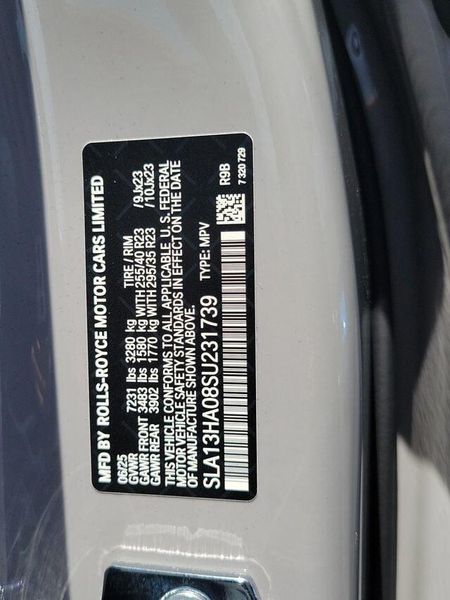 MFD BY ROLLS-ROYCE MOTOR CARS LIMITED
06/25 TIRE / RIM
GVWR 7231 lbs 3280 kg
GAWR FRONT 3483 lbs 1580 kg WITH 255/40 R23 /9Jx23
GAWR REAR 3902 lbs 1770 kg WITH 295/35 R23 /10Jx23
THIS VEHICLE CONFORMS TO ALL APPLICABLE U.S. FEDERAL
MOTOR VEHICLE SAFETY STANDARDS IN EFFECT ON THE DATE
OF MANUFACTURE SHOWN ABOVE.
SLA13HA08SU231739 TYPE: MPV
R9B
7 320 729